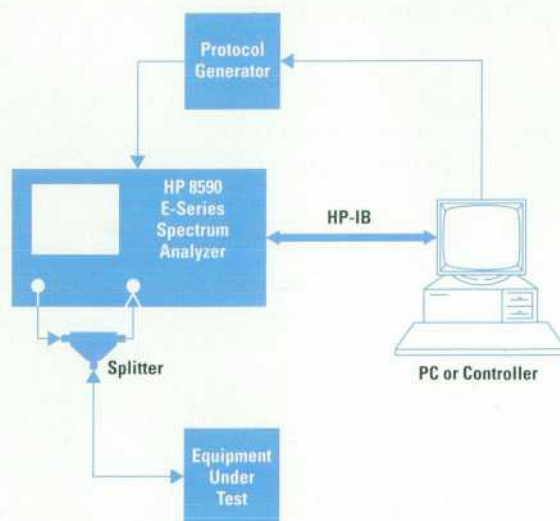 Protocol
Generator
HP 8590
E-Series
Spectrum
Analyzer
HP-IB
Splitter
PC or Controller
Equipment
Under
Test